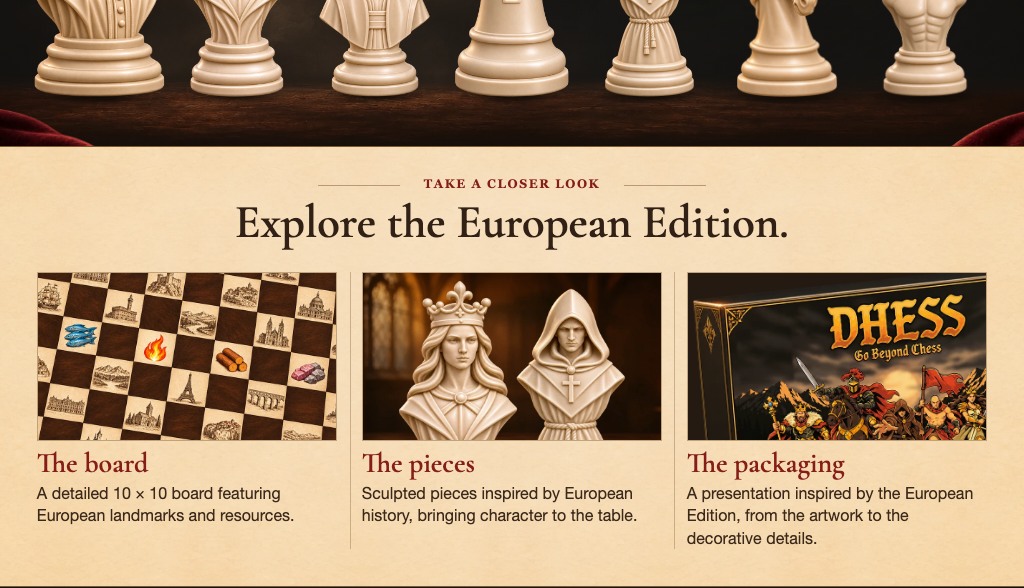 TAKE A CLOSER LOOK
Explore the European Edition.
DHESS
Go Beyond Chess
The board
A detailed 10 × 10 board featuring
European landmarks and resources.
The pieces
Sculpted pieces inspired by European
history, bringing character to the table.
The packaging
A presentation inspired by the European
Edition, from the artwork to the
decorative details.